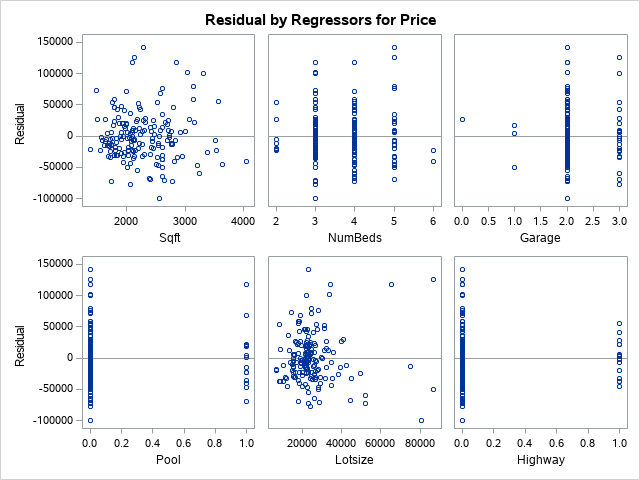 Residual by Regressors for Price
Residual
150000
100000
50000
0
-50000
-100000
2000 3000 4000
Sqft
2 3 4 5 6
NumBeds
0.0 0.5 1.0 1.5 2.0 2.5 3.0
Garage
Residual
150000
100000
50000
0
-50000
-100000
0.0 0.2 0.4 0.6 0.8 1.0
Pool
20000 40000 60000 80000
Lotsize
0.0 0.2 0.4 0.6 0.8 1.0
Highway